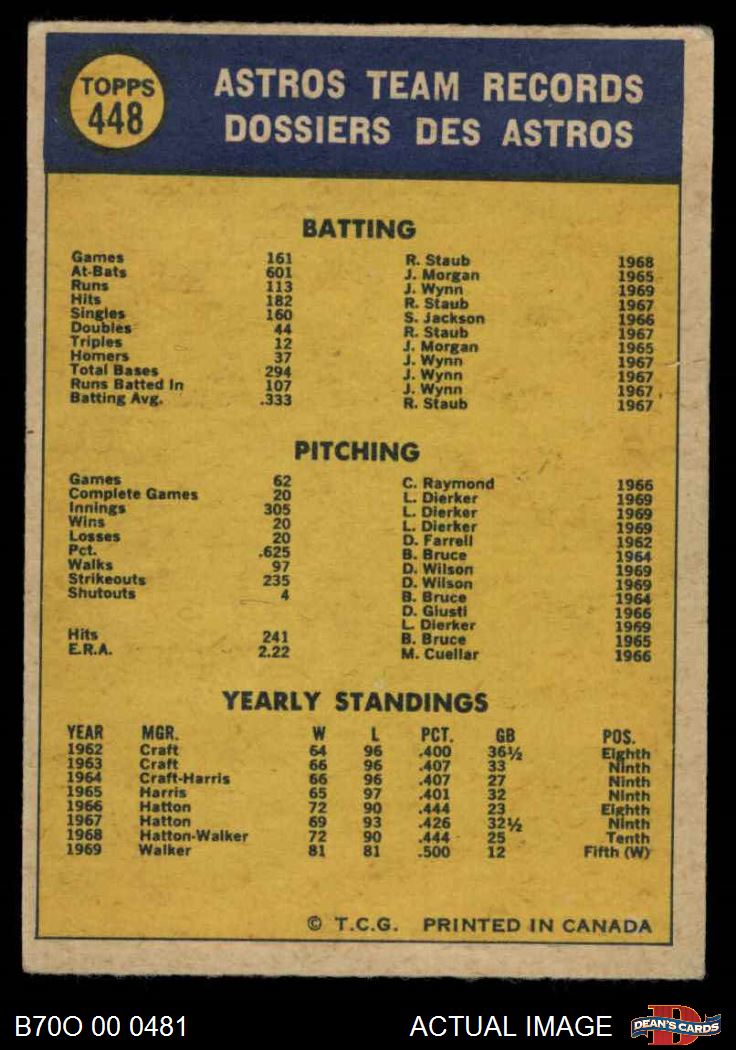 TOPPS
448
ASTROS TEAM RECORDS
DOSSIERS DES ASTROS
BATTING
Games 161 R. Staub 1968
At-Bats 601 J. Morgan 1965
Runs 113 J. Wynn 1969
Hits 182 R. Staub 1967
Singles 160 S. Jackson 1966
Doubles 44 R. Staub 1967
Triples 12 J. Morgan 1965
Homers 37 J. Wynn 1967
Total Bases 294 J. Wynn 1967
Runs Batted In 107 J. Wynn 1967
Batting Avg. .333 R. Staub 1967
PITCHING
Games 62 C. Raymond 1966
Complete Games 20 L. Dierker 1969
Innings 305 L. Dierker 1969
Wins 20 L. Dierker 1969
Losses 20 D. Farrell 1962
Pct. .625 B. Bruce 1964
Walks 97 D. Wilson 1969
Strikeouts 235 D. Wilson 1969
Shutouts 4 B. Bruce 1964
D. Giusti 1966
L. Dierker 1969
Hits 241 B. Bruce 1965
E.R.A. 2.22 M. Cuellar 1966
YEARLY STANDINGS
YEAR MGR. W L PCT. GB POS.
1962 Craft 64 96 .400 36½ Eighth
1963 Craft 66 96 .407 33 Ninth
1964 Craft-Harris 66 96 .407 27 Ninth
1965 Harris 65 97 .401 32 Ninth
1966 Hatton 72 90 .444 23 Eighth
1967 Hatton 69 93 .426 32½ Ninth
1968 Hatton-Walker 72 90 .444 25 Tenth
1969 Walker 81 81 .500 12 Fifth (W)
© T.C.G. PRINTED IN CANADA
B70O 00 0481 ACTUAL IMAGE D DEAN'S CARDS